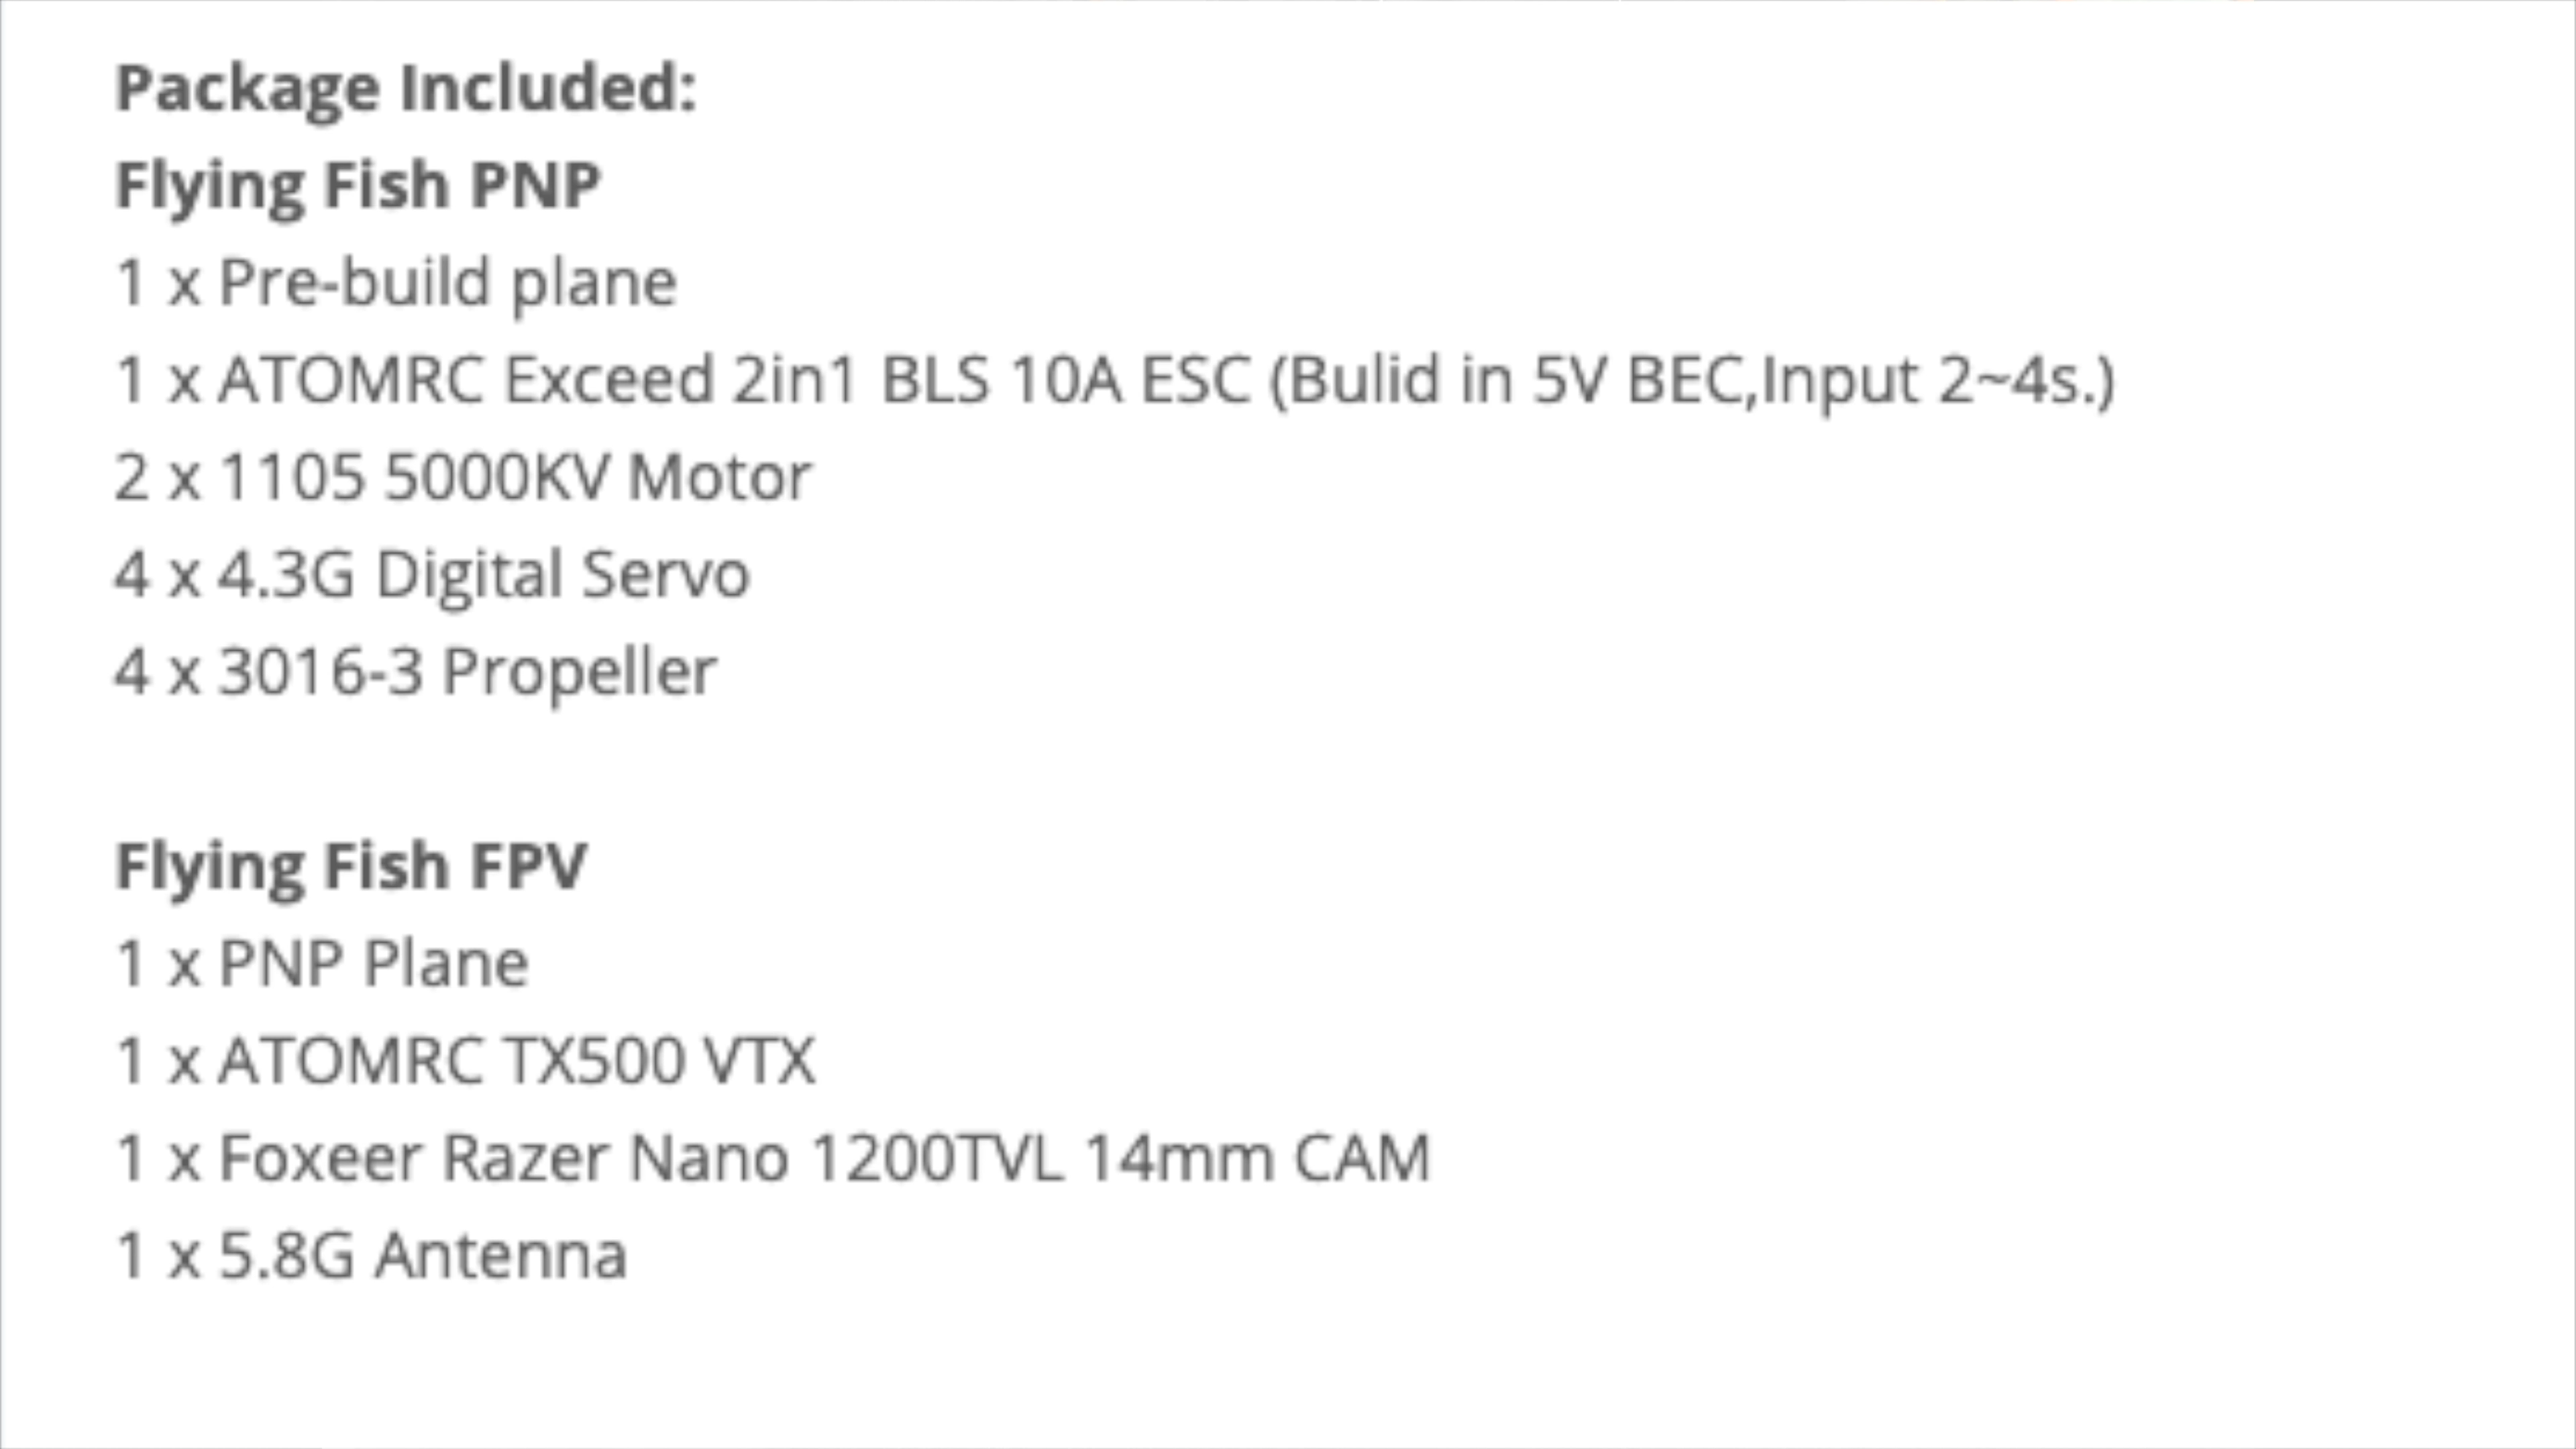 Package Included:
Flying Fish PNP
1 x Pre-build plane
1 x ATOMRC Exceed 2in1 BLS 10A ESC (Bulid in 5V BEC,Input 2~4s.)
2 x 1105 5000KV Motor
4 x 4.3G Digital Servo
4 x 3016-3 Propeller
Flying Fish FPV
1 x PNP Plane
1 x ATOMRC TX500 VTX
1 x Foxeer Razer Nano 1200TVL 14mm CAM
1 x 5.8G Antenna